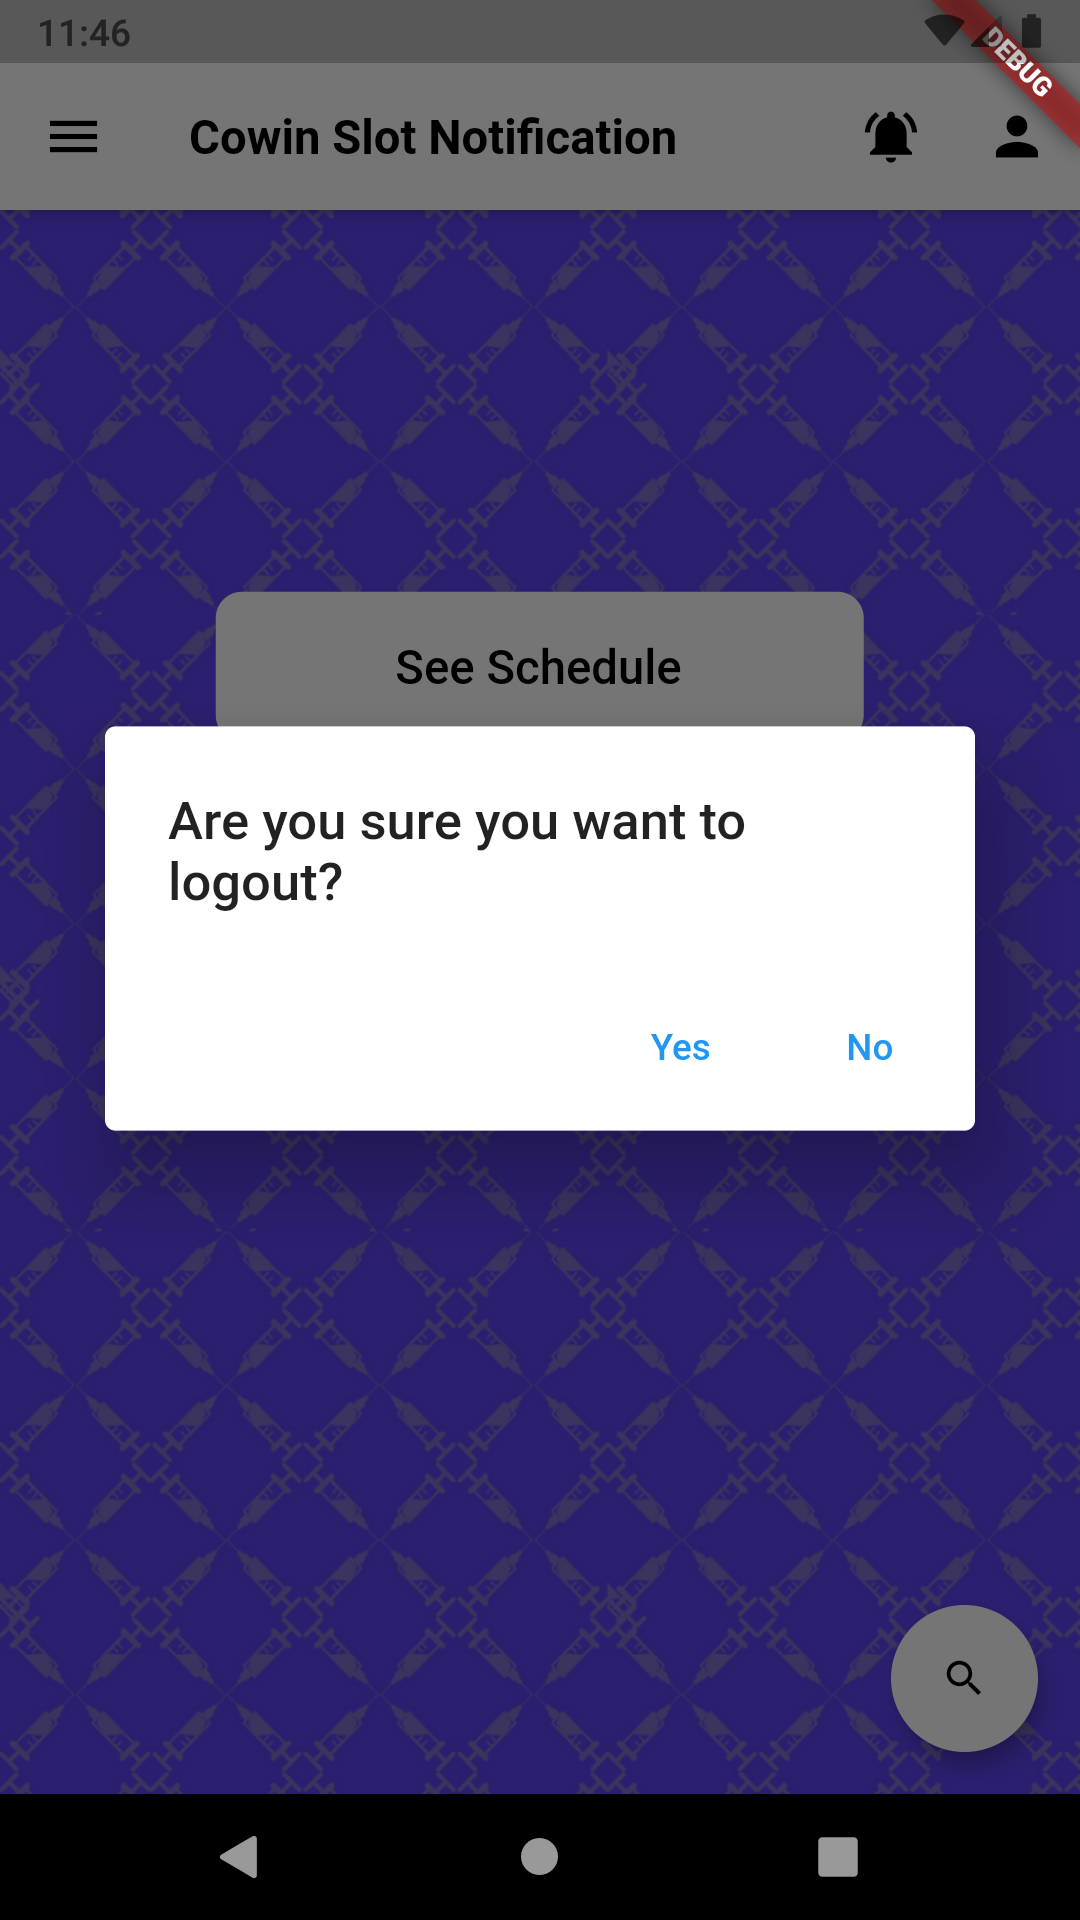 11:46
DEBUG
Cowin Slot Notification
See Schedule
Are you sure you want to
logout?
Yes
No